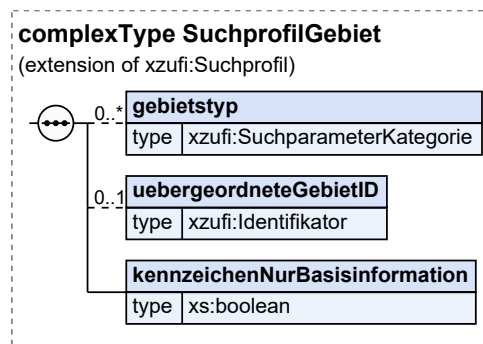 complexType SuchprofilGebiet
(extension of xzufi:Suchprofil)
0..* gebietstyp
type xzufi:SuchparameterKategorie
0..1 uebergeordneteGebietID
type xzufi:Identifikator
kennzeichenNurBasisinformation
type xs:boolean